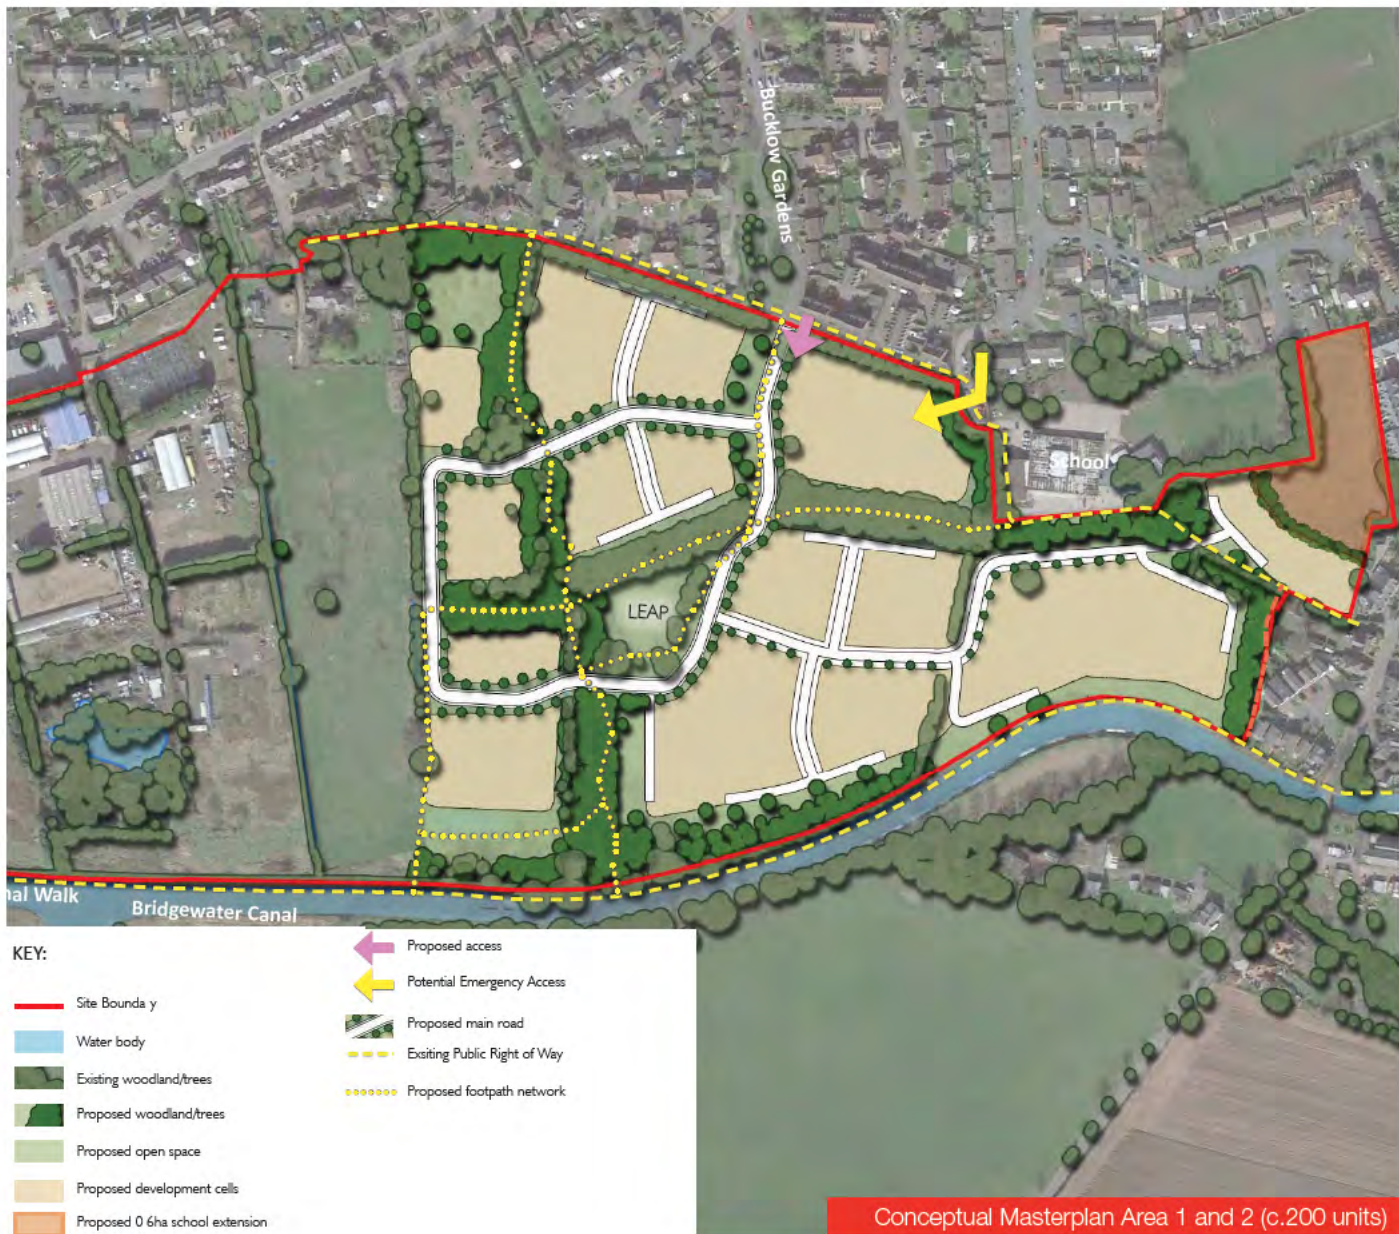 Bucklow Gardens
School
LEAP
nal Walk
Bridgewater Canal
KEY:
Site Bounda y
Water body
Existing woodland/trees
Proposed woodland/trees
Proposed open space
Proposed development cells
Proposed 0 6ha school extension
Proposed access
Potential Emergency Access
Proposed main road
Exsiting Public Right of Way
Proposed footpath network
Conceptual Masterplan Area 1 and 2 (c.200 units)